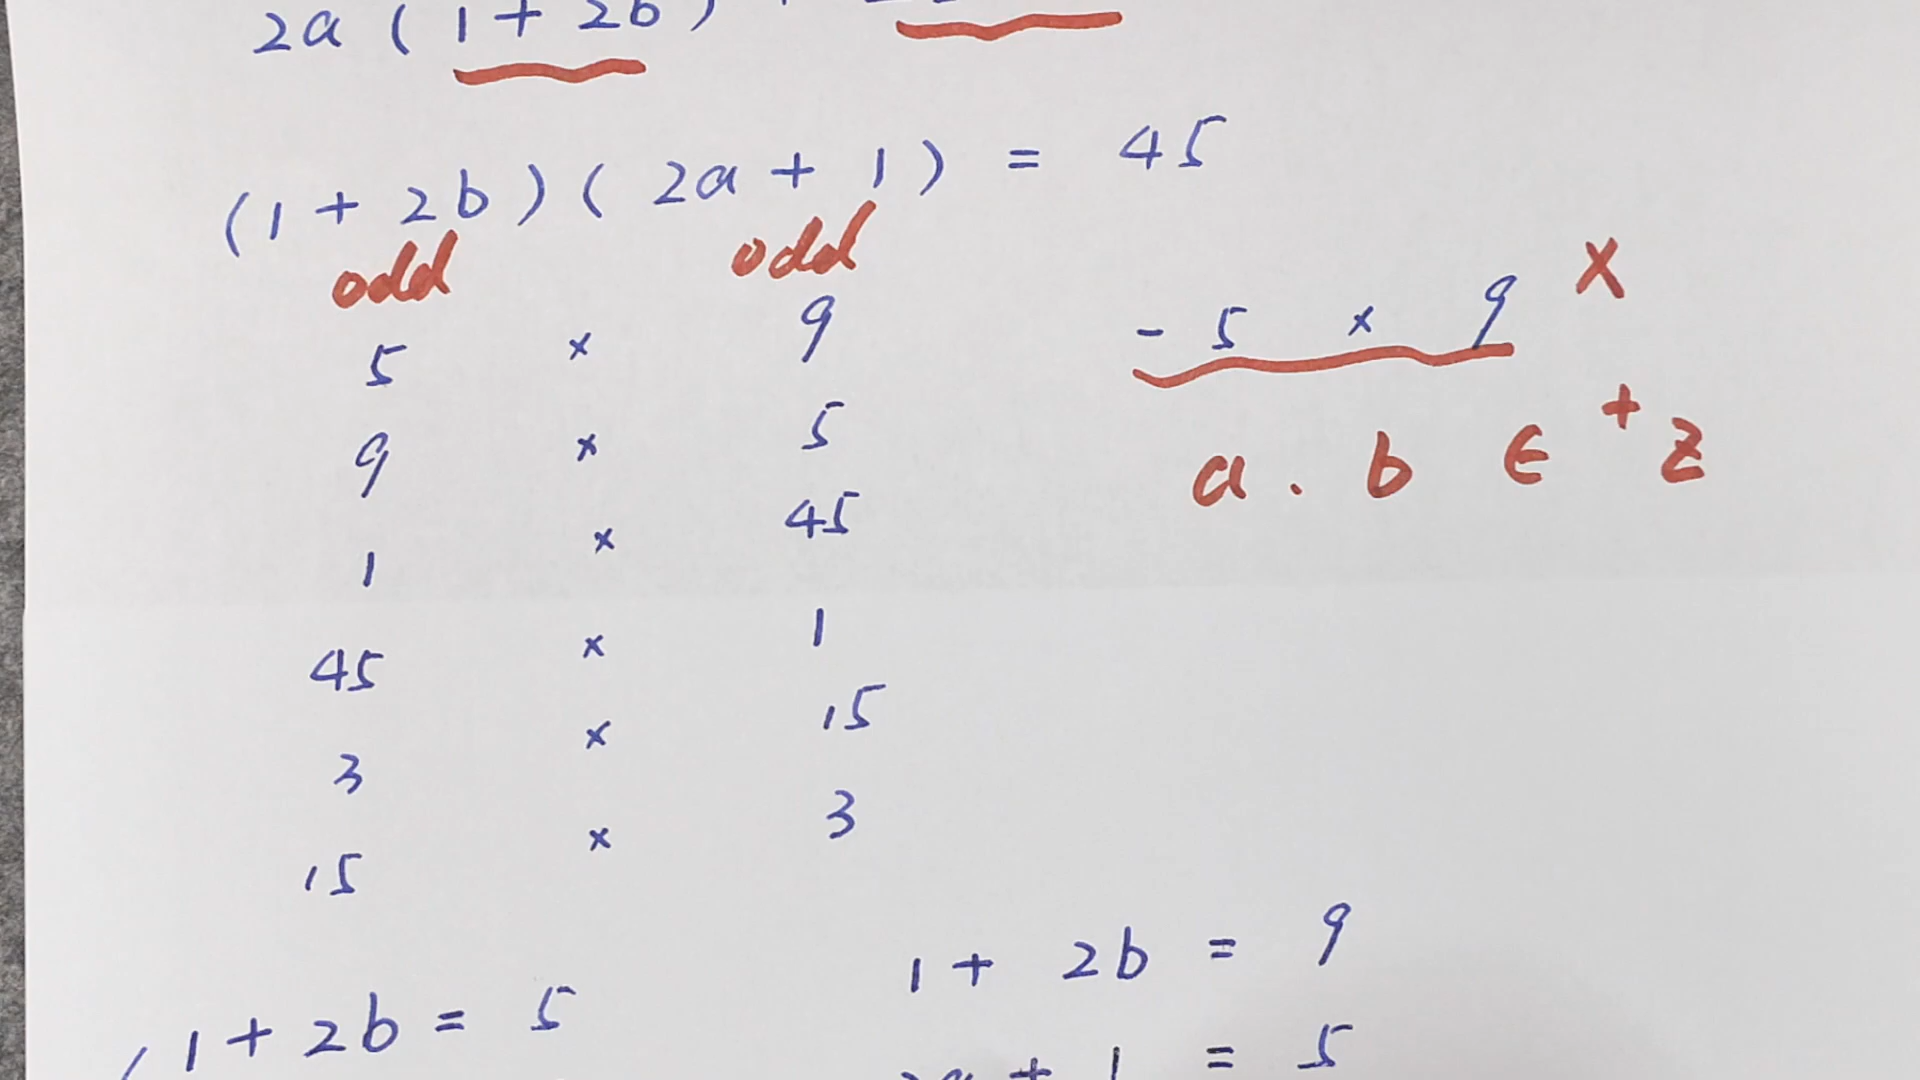 2a ( 1 + 2b )
(1 + 2b)( 2a + 1 ) = 45
odd odd
5 × 9
- 5 × 9 ×
9 × 5
a . b ∈ + Z
1 × 45
45 × 1
3 × 15
15 × 3
1 + 2b = 9
1 + 2b = 5
2a + 1 = 5